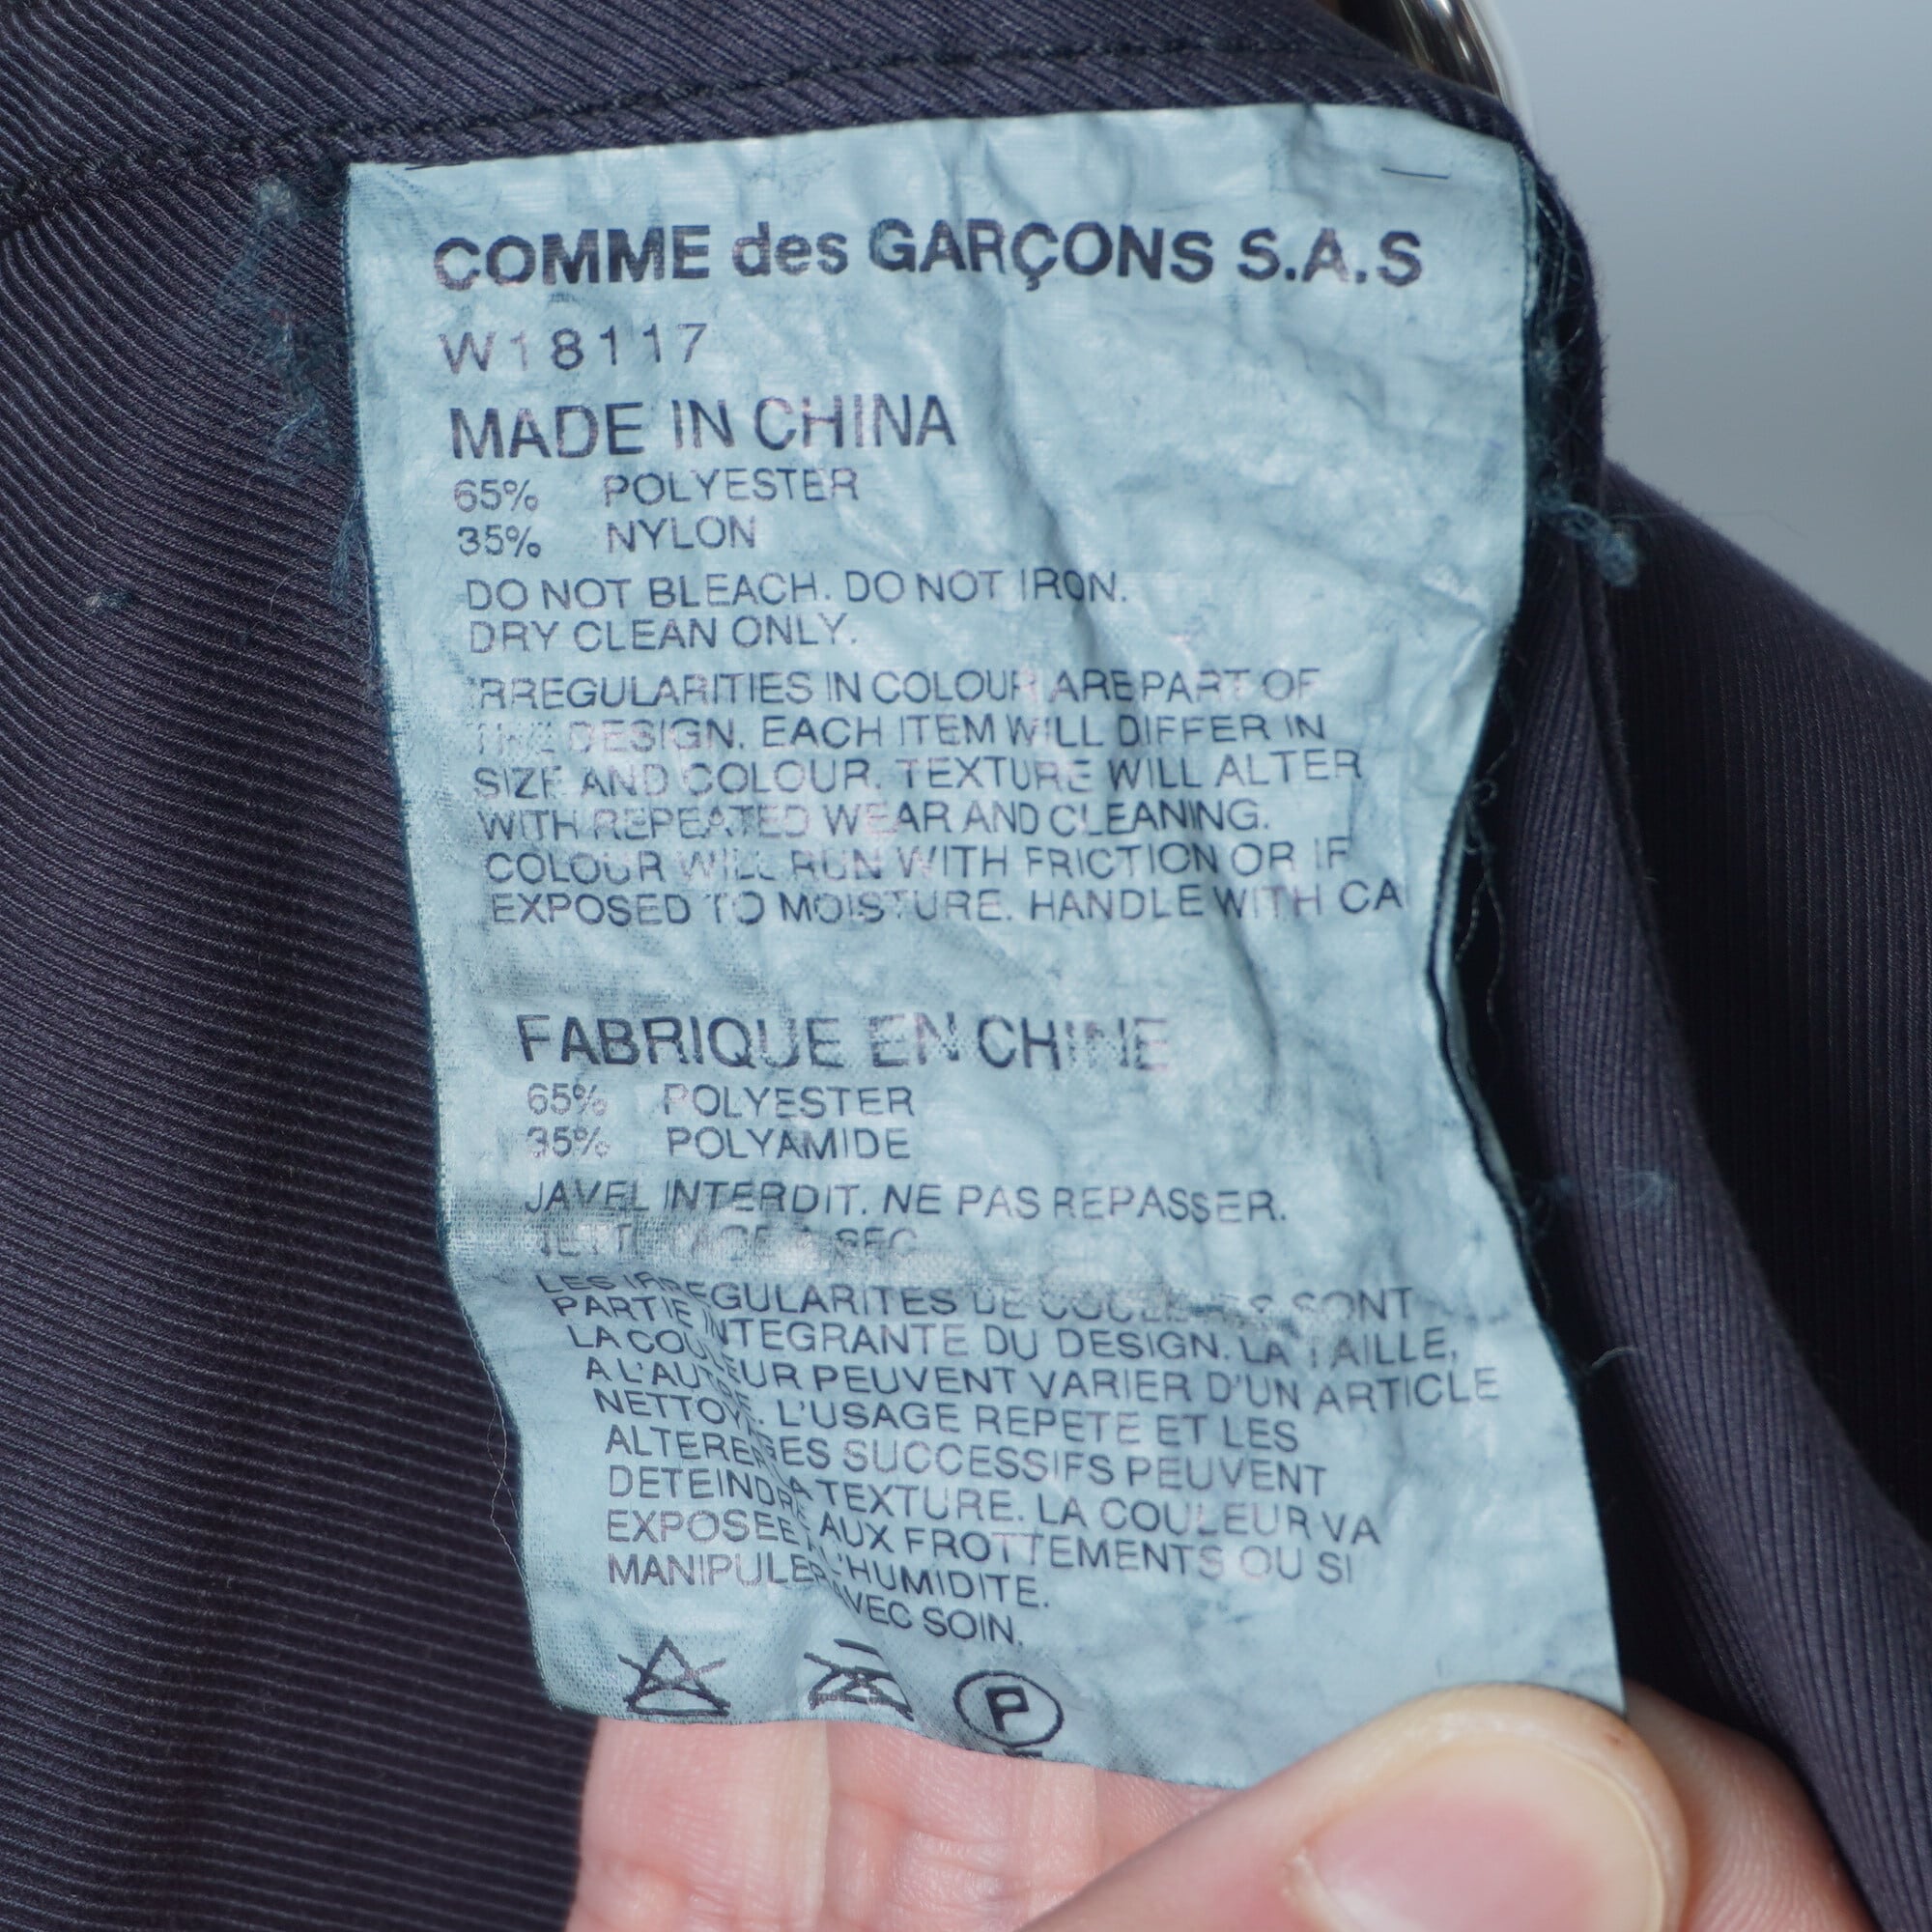 COMME des GARÇONS S.A.S
W18117
MADE IN CHINA
65% POLYESTER
35% NYLON
DO NOT BLEACH. DO NOT IRON.
DRY CLEAN ONLY.
IRREGULARITIES IN COLOUR ARE PART OF
THE DESIGN. EACH ITEM WILL DIFFER IN
SIZE AND COLOUR. TEXTURE WILL ALTER
WITH REPEATED WEAR AND CLEANING.
COLOUR WILL RUN WITH FRICTION OR IF
EXPOSED TO MOISTURE. HANDLE WITH CA
FABRIQUE EN CHINE
65% POLYESTER
35% POLYAMIDE
JAVEL INTERDIT. NE PAS REPASSER.
NETTOYAGE A SEC
LES IRREGULARITES DE COULEURS SONT
PARTIE INTEGRANTE DU DESIGN. LA TAILLE,
LA COULEUR PEUVENT VARIER D'UN ARTICLE
A L'AUTRE. L'USAGE REPETE ET LES
NETTOYAGES SUCCESSIFS PEUVENT
ALTERER LA TEXTURE. LA COULEUR VA
DETEINDRE AUX FROTTEMENTS OU SI
EXPOSEE L'HUMIDITE.
MANIPULER AVEC SOIN.
P